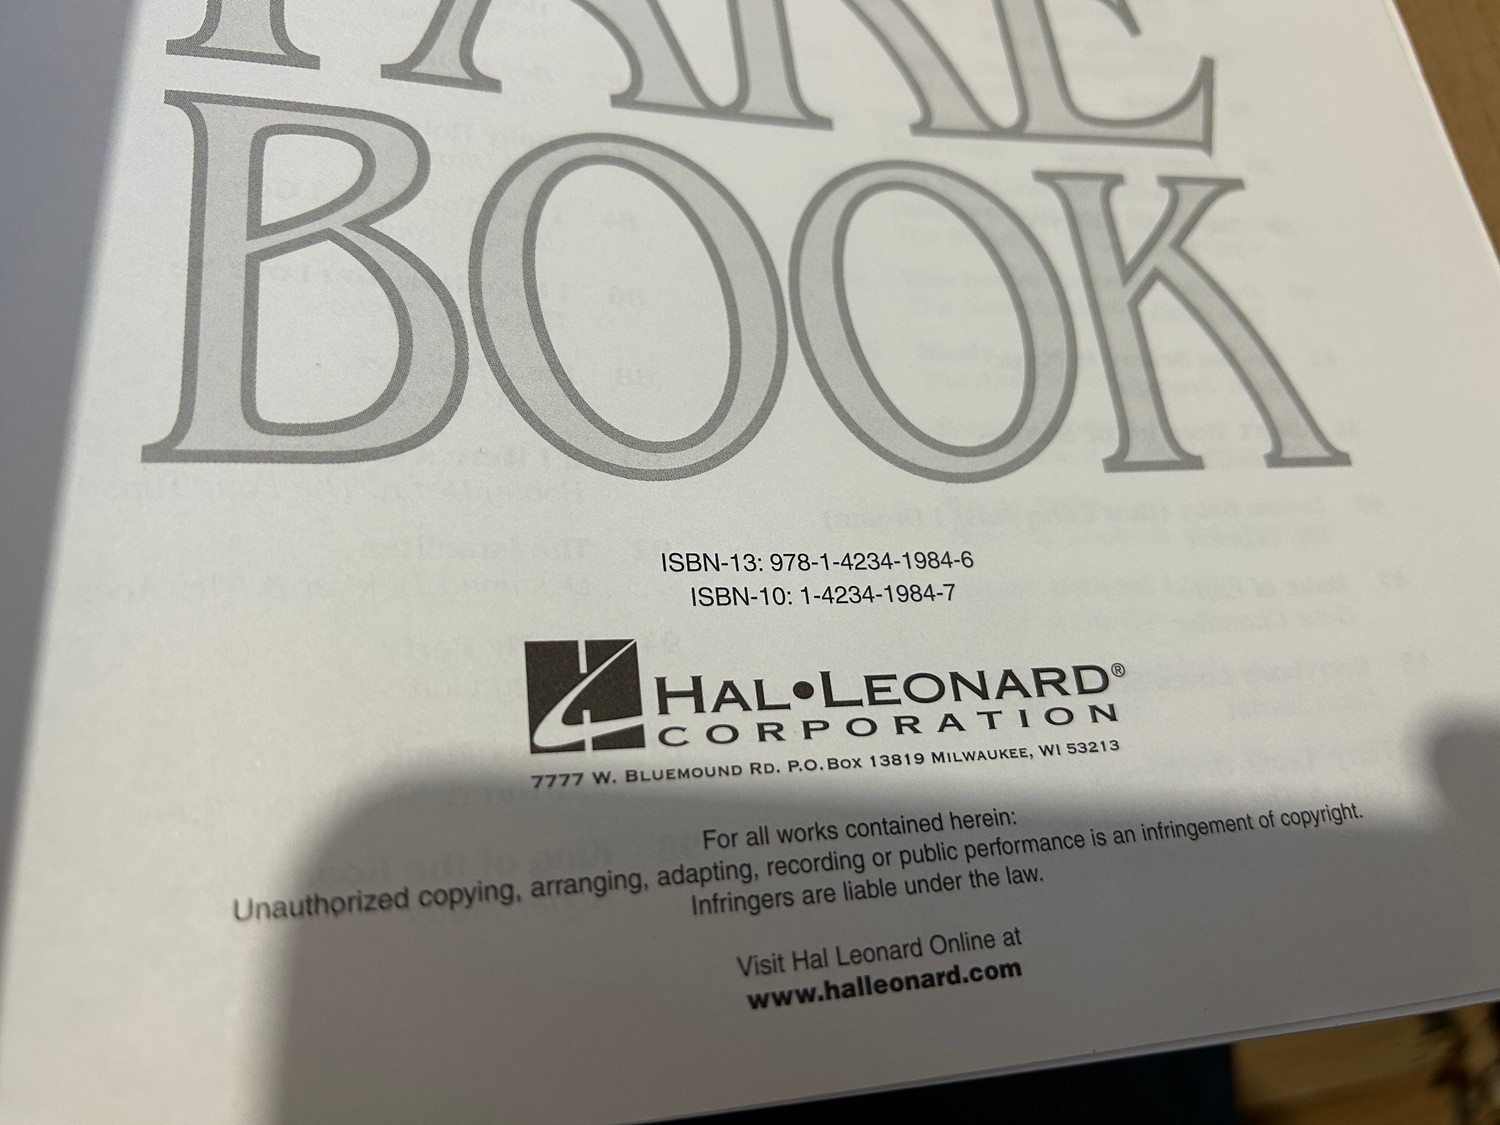 FAKE
BOOK
ISBN-13: 978-1-4234-1984-6
ISBN-10: 1-4234-1984-7
HAL•LEONARD®
CORPORATION
7777 W. BLUEMOUND RD. P.O. BOX 13819 MILWAUKEE, WI 53213
For all works contained herein:
Unauthorized copying, arranging, adapting, recording or public performance is an infringement of copyright.
Infringers are liable under the law.
Visit Hal Leonard Online at
www.halleonard.com